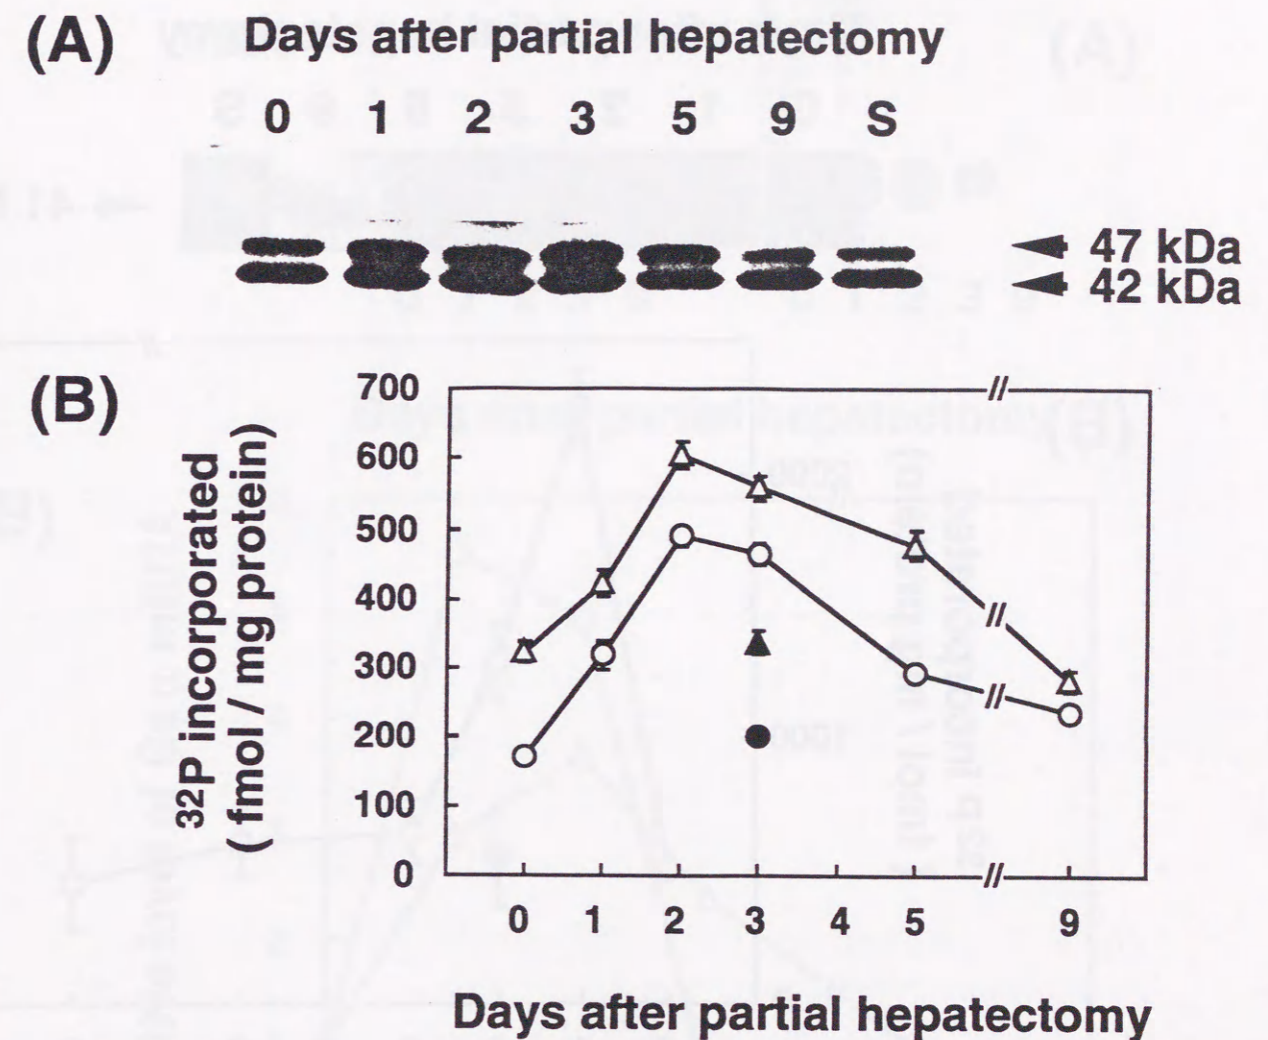 (A) Days after partial hepatectomy
0 1 2 3 5 9 S
47 kDa
42 kDa
(B)
700
600
500
400
300
200
100
0
32P incorporated
( fmol / mg protein)
0 1 2 3 4 5 9
Days after partial hepatectomy